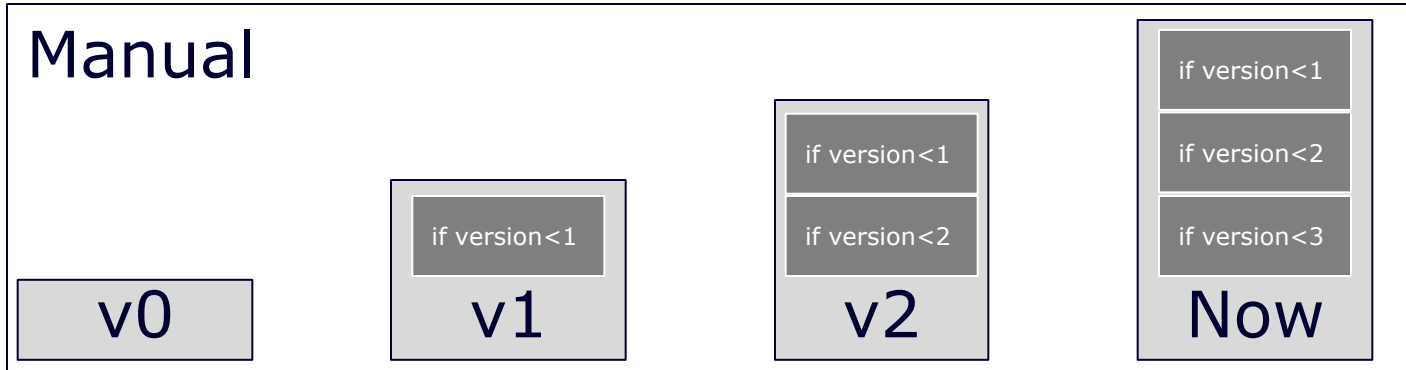 Manual
v0
if version<1
v1
if version<1
if version<2
v2
if version<1
if version<2
if version<3
Now